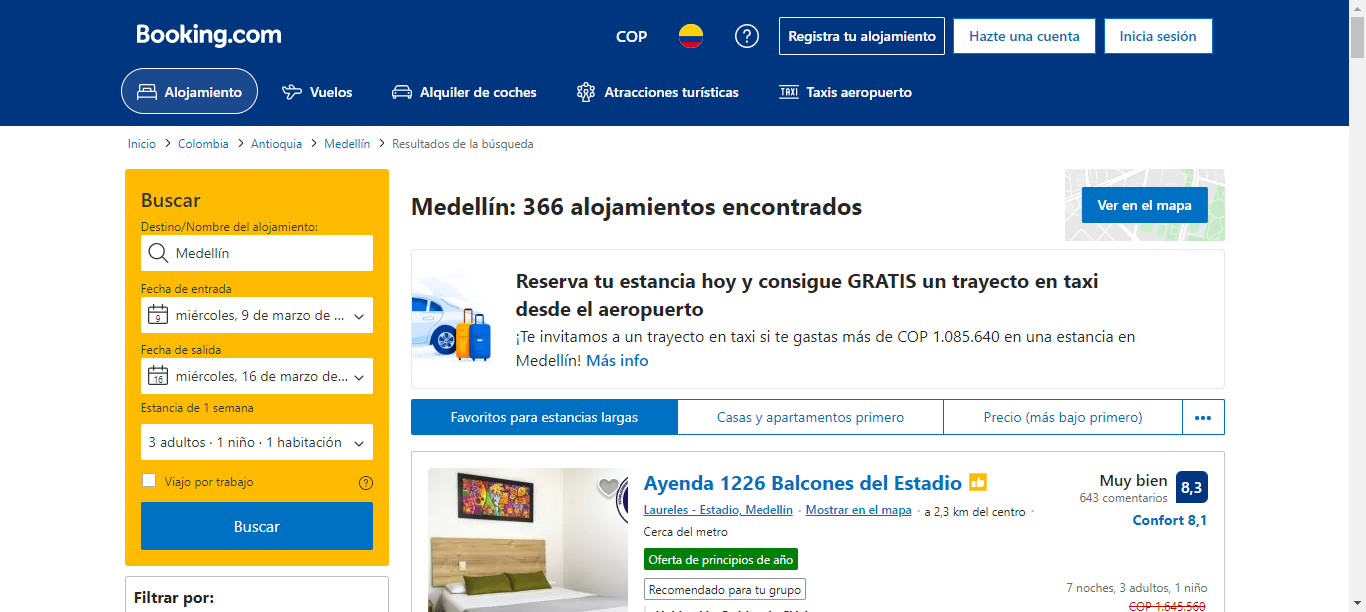 Booking.com
COP
Registra tu alojamiento
Hazte una cuenta
Inicia sesión
Alojamiento
Vuelos
Alquiler de coches
Atracciones turísticas
TAXI Taxis aeropuerto
Inicio > Colombia > Antioquia > Medellín > Resultados de la búsqueda
Buscar
Destino/Nombre del alojamiento:
Medellín
Fecha de entrada
9 miércoles, 9 de marzo de ...
Fecha de salida
16 miércoles, 16 de marzo de...
Estancia de 1 semana
3 adultos · 1 niño · 1 habitación
Viajo por trabajo
Buscar
Filtrar por:
Medellín: 366 alojamientos encontrados
Ver en el mapa
Reserva tu estancia hoy y consigue GRATIS un trayecto en taxi
desde el aeropuerto
¡Te invitamos a un trayecto en taxi si te gastas más de COP 1.085.640 en una estancia en
Medellín! Más info
Favoritos para estancias largas
Casas y apartamentos primero
Precio (más bajo primero)
Ayenda 1226 Balcones del Estadio
Laureles - Estadio, Medellín · Mostrar en el mapa · a 2,3 km del centro ·
Cerca del metro
Oferta de principios de año
Recomendado para tu grupo
Muy bien 8,3
643 comentarios
Confort 8,1
7 noches, 3 adultos, 1 niño
COP 1.645.560